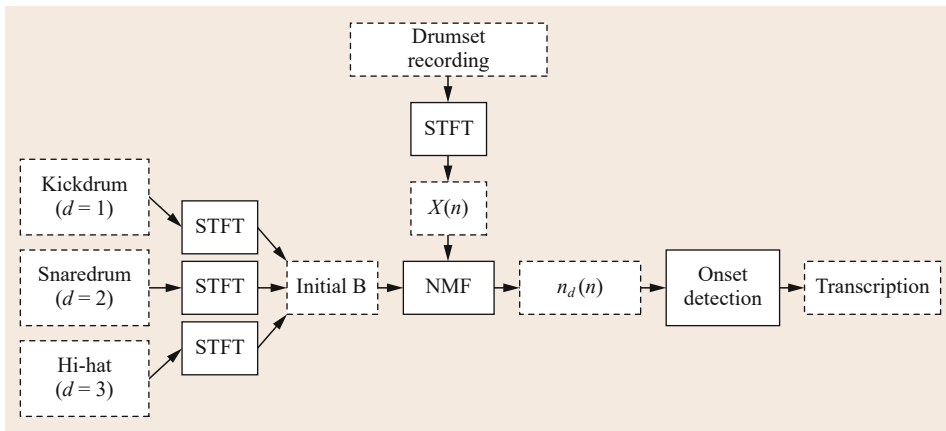 Drumset
recording
STFT
X(n)
Kickdrum
(d = 1)
STFT
Snaredrum
(d = 2)
STFT
Initial B
NMF
n_d(n)
Onset
detection
Transcription
STFT
Hi-hat
(d = 3)